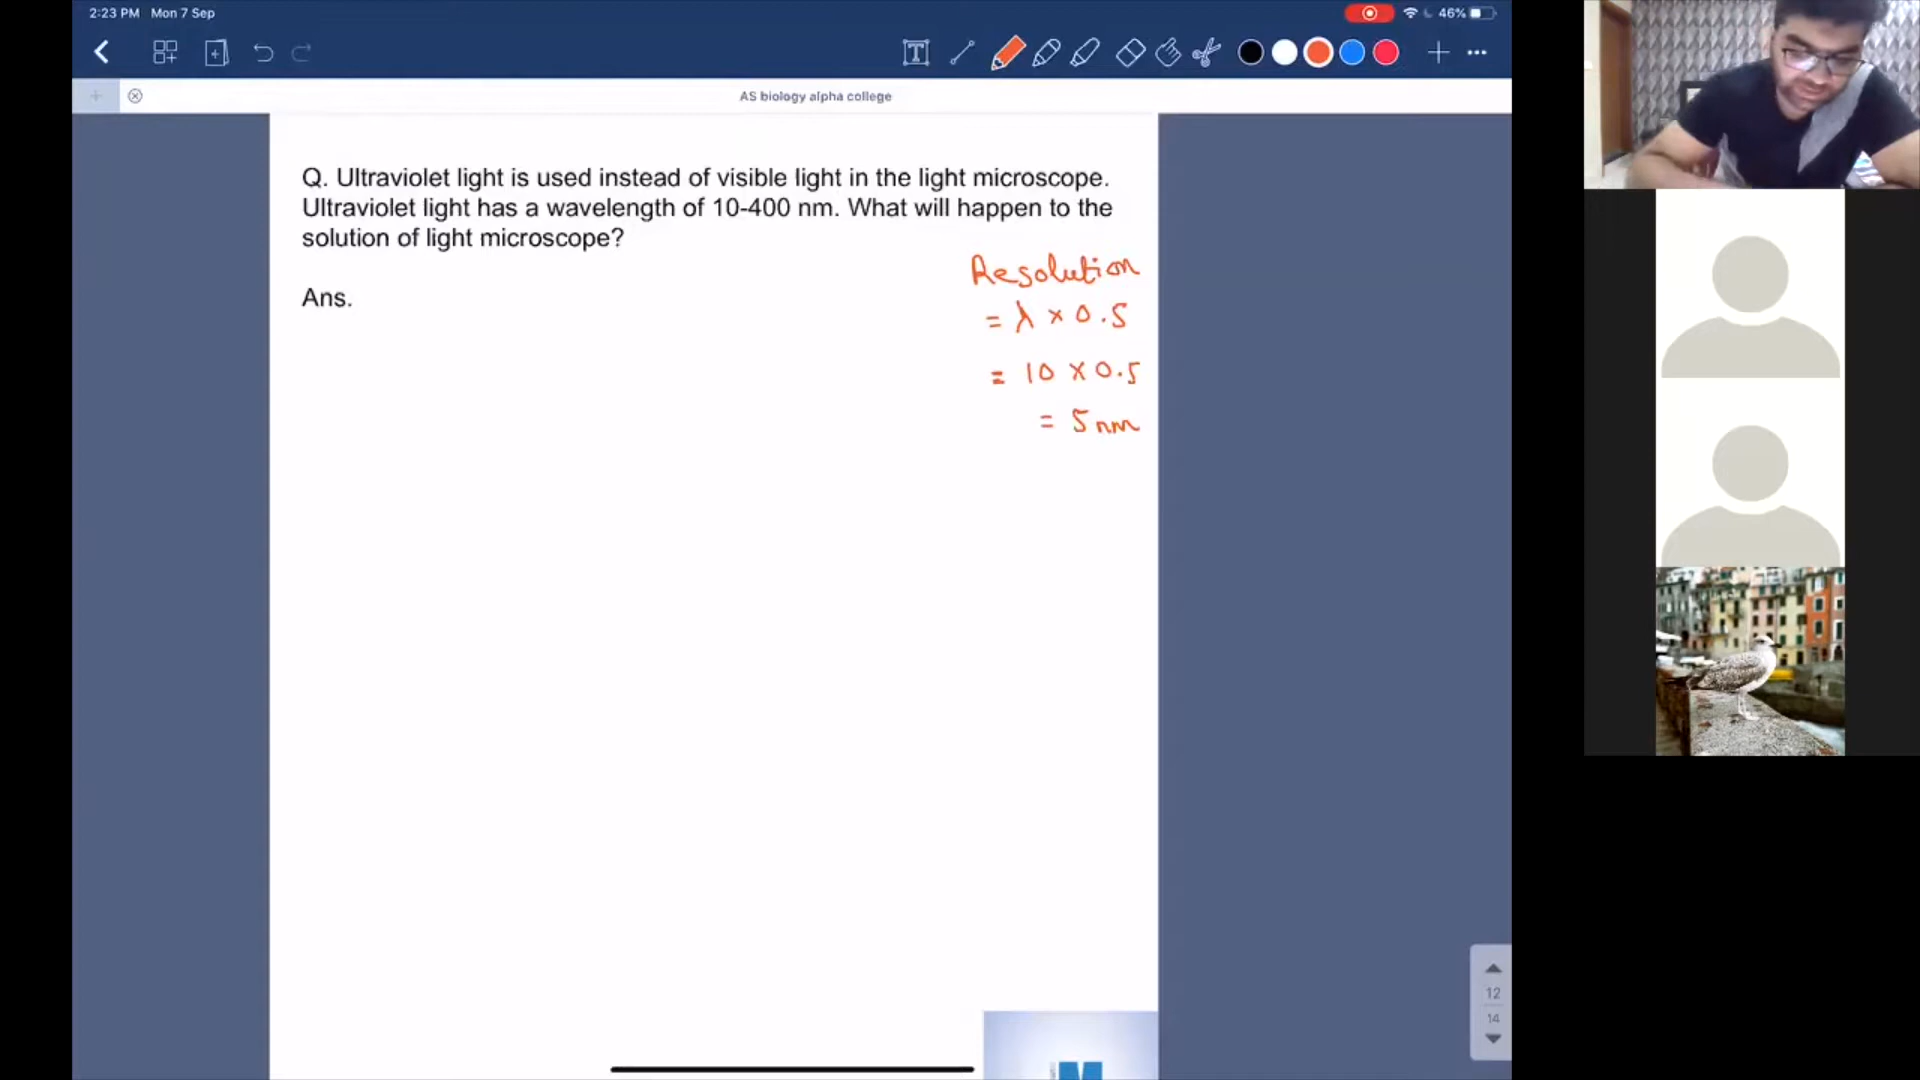 2:23 PM Mon 7 Sep
46%
T
AS biology alpha college
Q. Ultraviolet light is used instead of visible light in the light microscope.
Ultraviolet light has a wavelength of 10-400 nm. What will happen to the
solution of light microscope?
Resolution
Ans.
= λ × 0.5
= 10 × 0.5
= 5nm
12
14
M